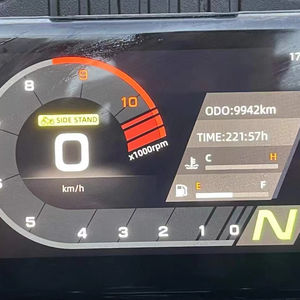 17
8 9
10
SIDE STAND
ODO:9942km
0
TIME:221:57h
x1000rpm
C H
km/h
E F
5 4 3 2 1 0 N